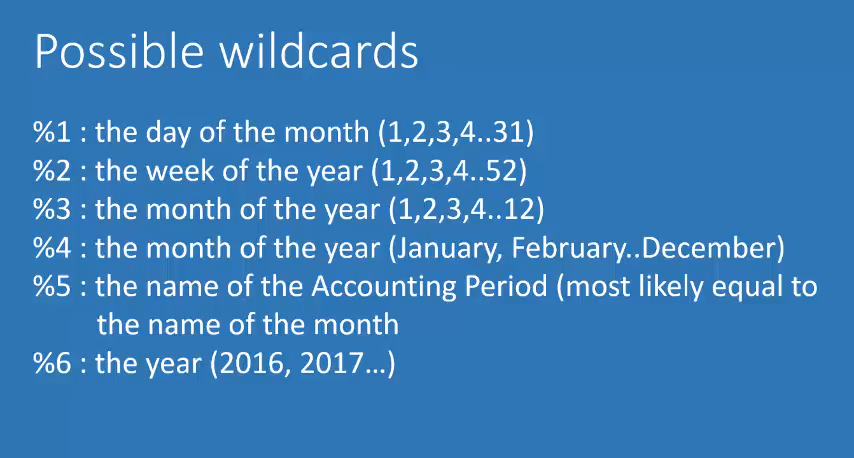 Possible wildcards
%1 : the day of the month (1,2,3,4..31)
%2 : the week of the year (1,2,3,4..52)
%3 : the month of the year (1,2,3,4..12)
%4 : the month of the year (January, February..December)
%5 : the name of the Accounting Period (most likely equal to
the name of the month
%6 : the year (2016, 2017...)